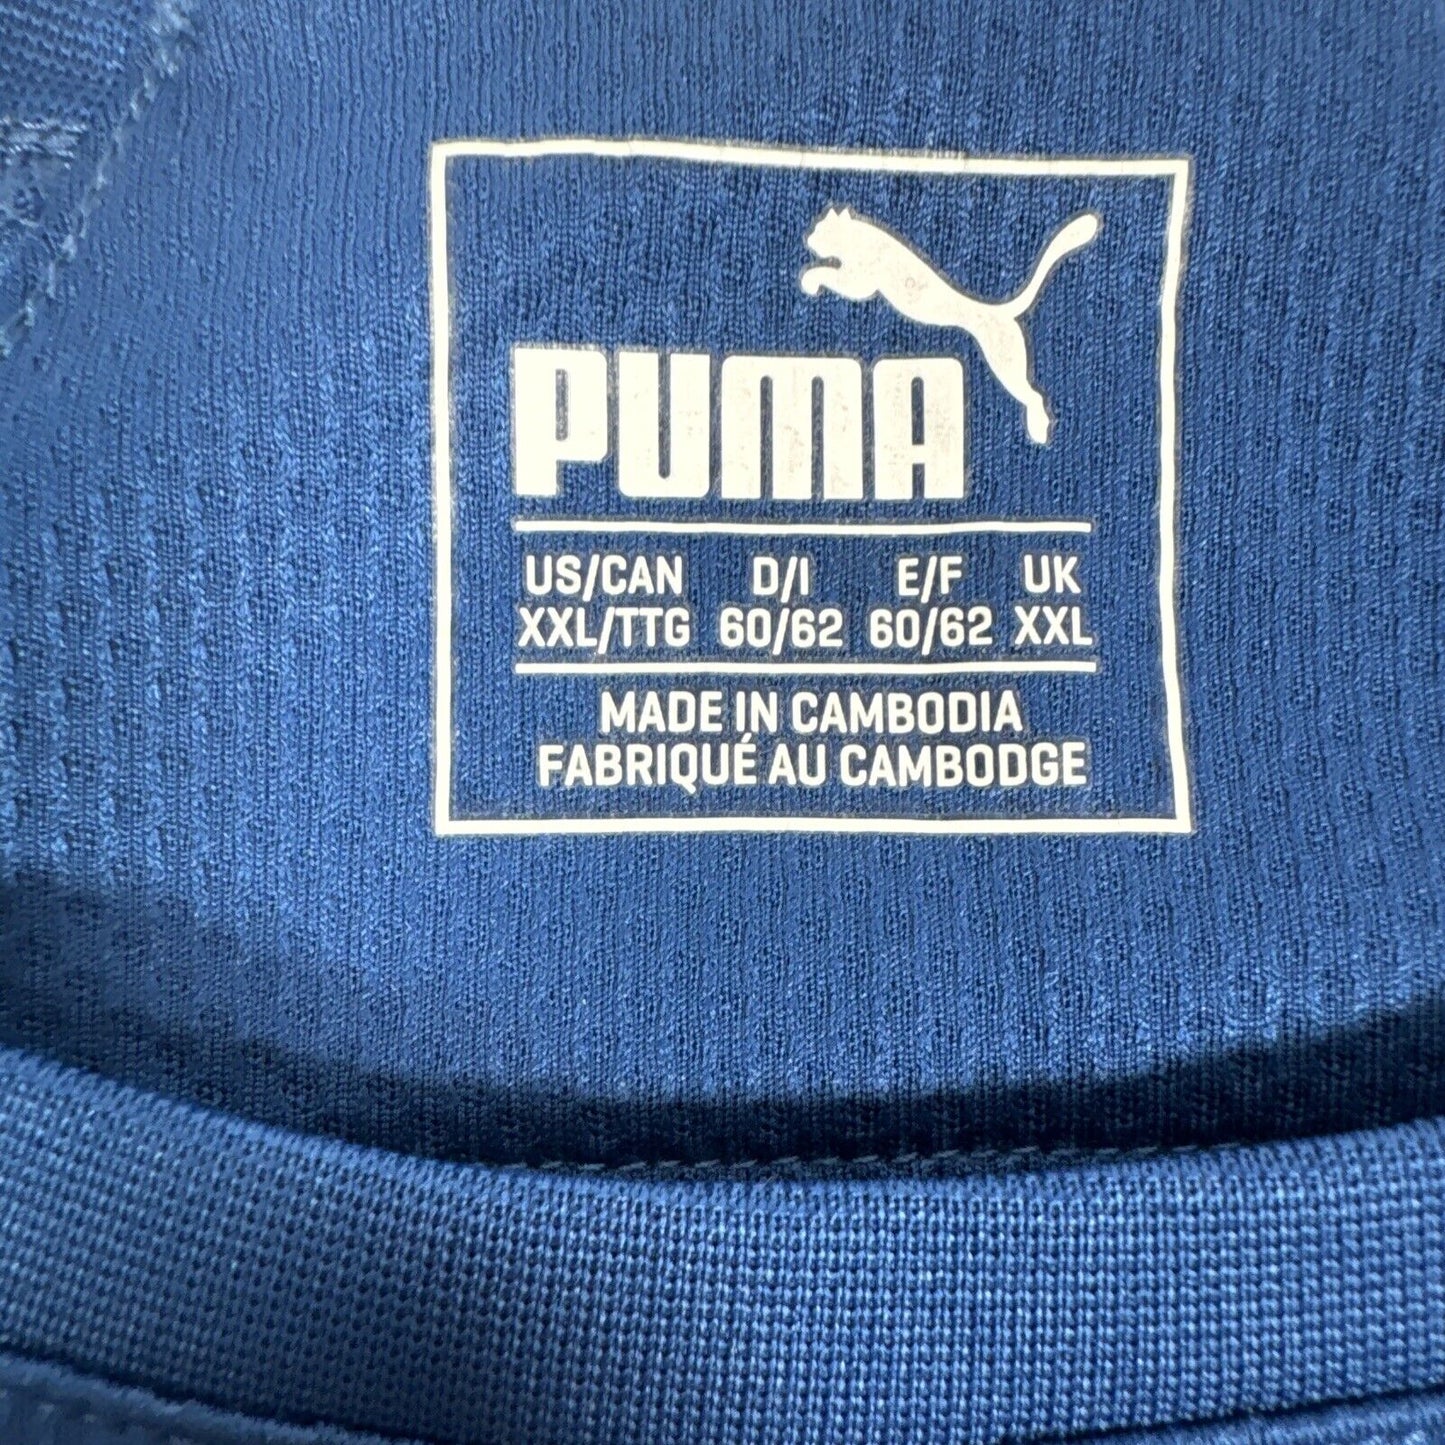 PUMA
US/CAN D/I E/F UK
XXL/TTG 60/62 60/62 XXL
MADE IN CAMBODIA
FABRIQUÉ AU CAMBODGE